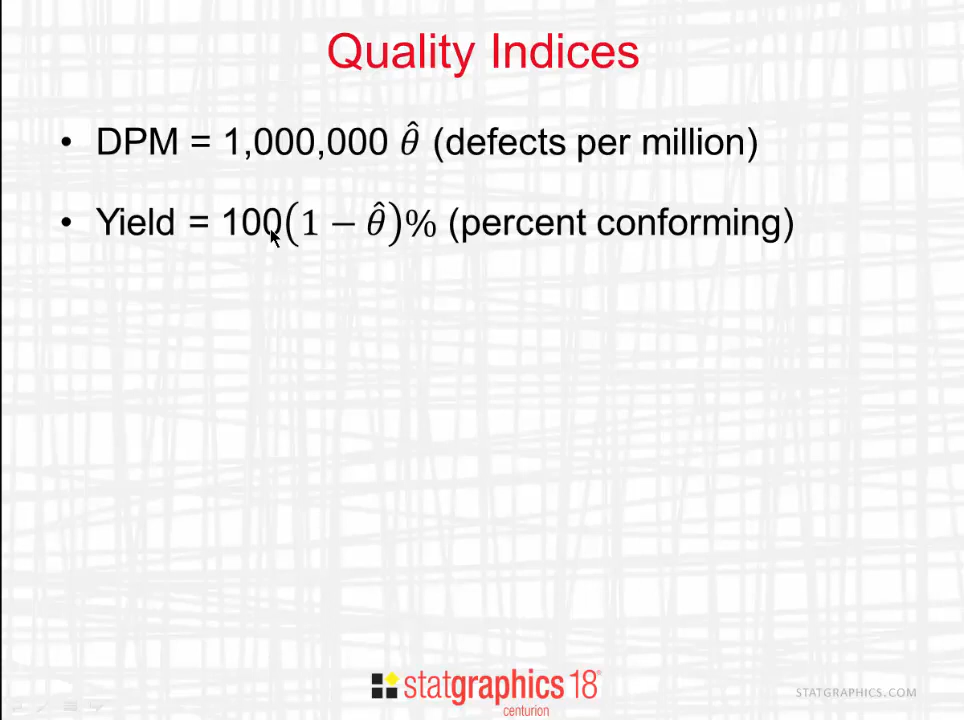 Quality Indices
• DPM = 1,000,000 θ̂ (defects per million)
• Yield = 100(1 − θ̂)% (percent conforming)
statgraphics 18®
centurion
STATGRAPHICS.COM